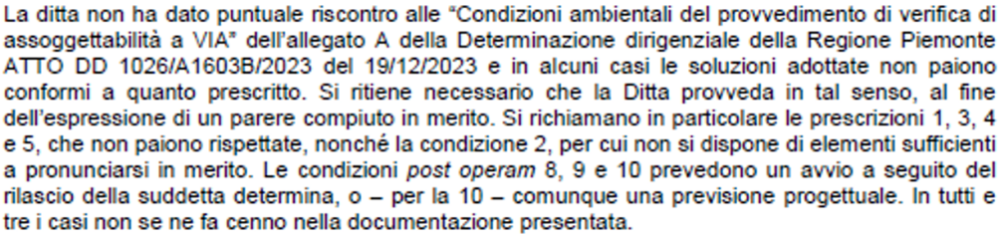 La ditta non ha dato puntuale riscontro alle “Condizioni ambientali del provvedimento di verifica di
assoggettabilità a VIA” dell’allegato A della Determinazione dirigenziale della Regione Piemonte
ATTO DD 1026/A1603B/2023 del 19/12/2023 e in alcuni casi le soluzioni adottate non paiono
conformi a quanto prescritto. Si ritiene necessario che la Ditta provveda in tal senso, al fine
dell’espressione di un parere compiuto in merito. Si richiamano in particolare le prescrizioni 1, 3, 4
e 5, che non paiono rispettate, nonché la condizione 2, per cui non si dispone di elementi sufficienti
a pronunciarsi in merito. Le condizioni post operam 8, 9 e 10 prevedono un avvio a seguito del
rilascio della suddetta determina, o – per la 10 – comunque una previsione progettuale. In tutti e
tre i casi non se ne fa cenno nella documentazione presentata.